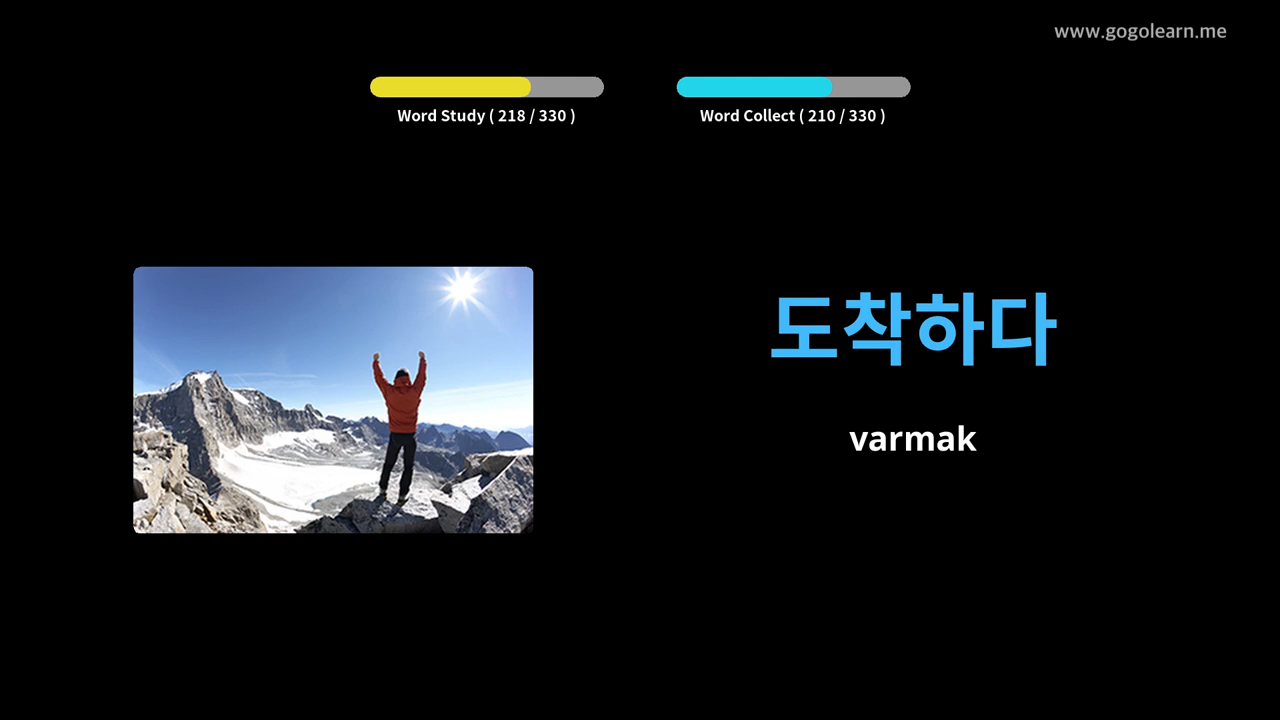 www.gogolearn.me
Word Study ( 218 / 330 )
Word Collect ( 210 / 330 )
도착하다
varmak